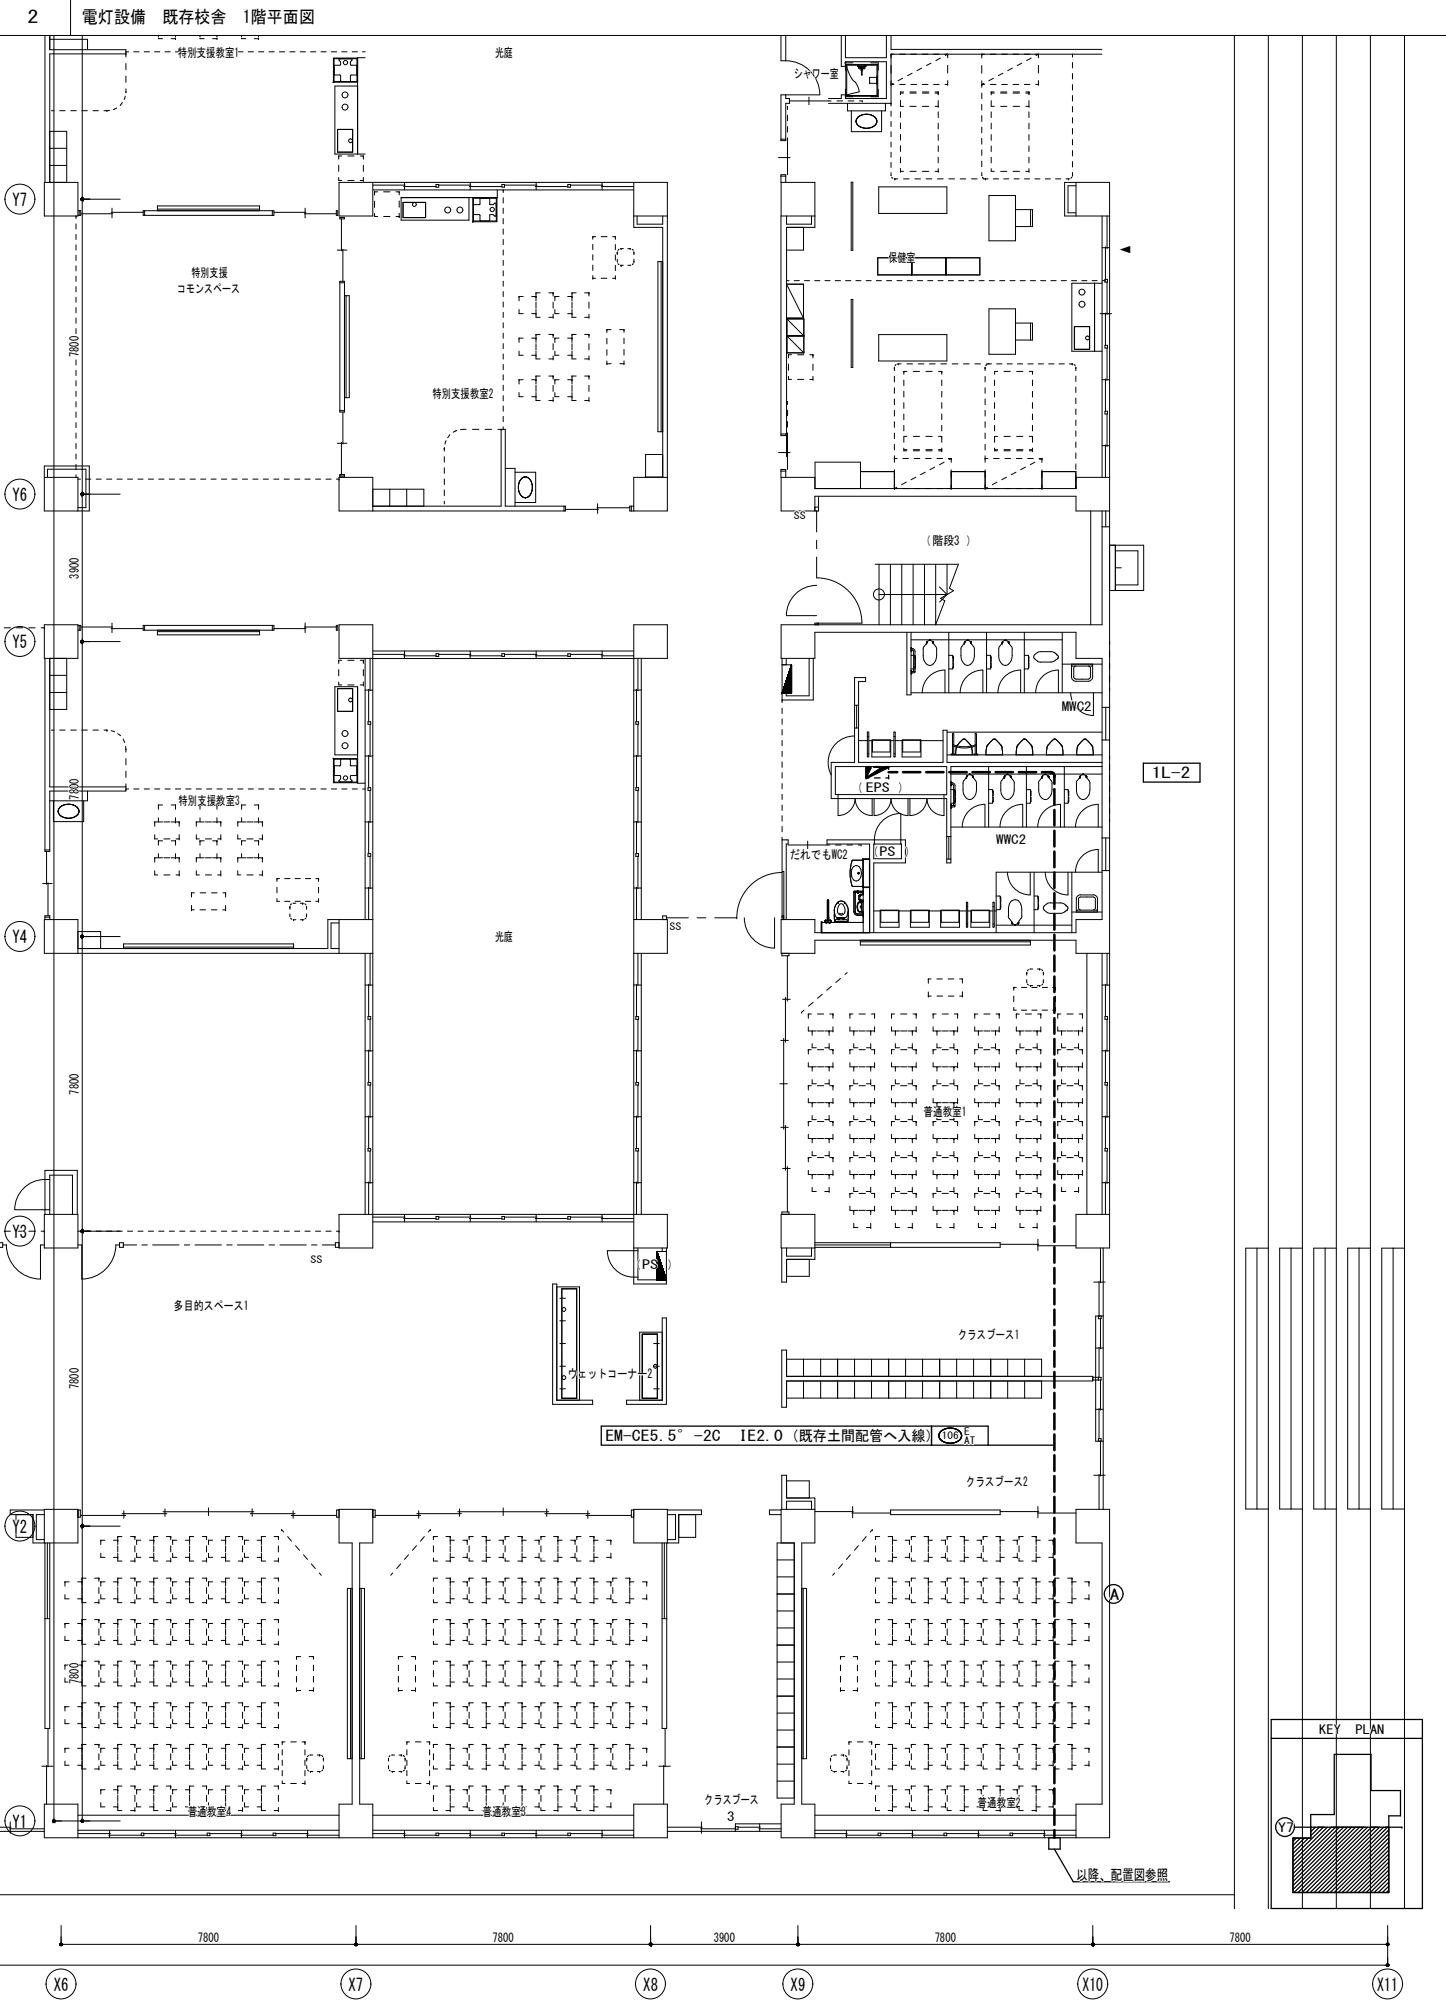 2 電灯設備 既存校舎 1階平面図
特別支援教室1
光庭
シャワー室
Y7
特別支援
コモンスペース
保健室
7800
特別支援教室2
Y6
SS
(階段3 )
3900
Y5
MWC2
1L-2
(EPS )
7800
特別支援教室3
WWC2
だれでもWC2
(PS )
SS
Y4
光庭
7800
普通教室1
Y3
SS
(PS )
多目的スペース1
クラスブース1
7800
ウェットコーナー2
EM-CE5.5°-2C IE2.0 (既存土間配管へ入線) 106 E
AT
クラスブース2
Y2
A
7800
KEY PLAN
クラスブース
3
普通教室4
普通教室3
普通教室2
Y1
Y7
以降、配置図参照
7800 7800 3900 7800 7800
X6 X7 X8 X9 X10 X11